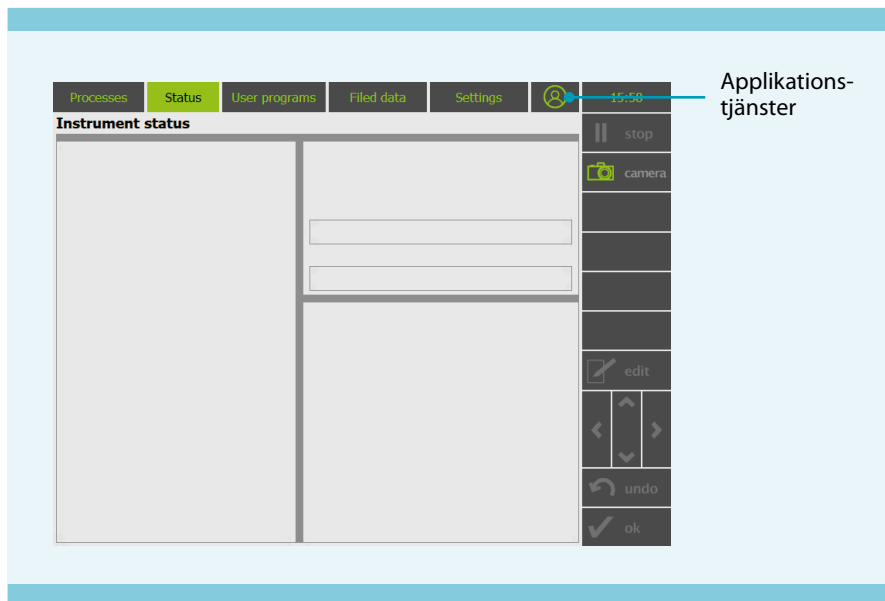 Processes Status User programs Filed data Settings 15:58
Applikations-
tjänster
Instrument status
stop
camera
edit
undo
ok